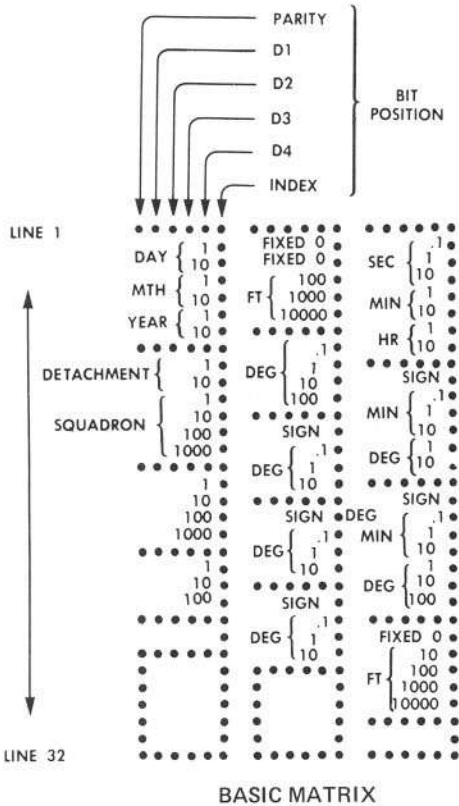 PARITY
D1
D2
D3
D4
INDEX
BIT
POSITION
LINE 1
DAY 1
10
MTH 1
10
YEAR 1
10
DETACHMENT 1
10
SQUADRON 1
10
100
1000
1
10
100
1000
1
10
100
LINE 32
FIXED 0
FIXED 0
FT 100
1000
10000
DEG .1
1
10
100
SIGN
DEG .1
1
10
SIGN
DEG .1
1
10
SIGN
DEG .1
1
10
SEC .1
1
10
MIN 1
10
HR 1
10
SIGN
MIN .1
1
10
DEG 1
10
SIGN
DEG
MIN .1
1
10
DEG 1
10
100
FIXED 0
FT 10
100
1000
10000
BASIC MATRIX